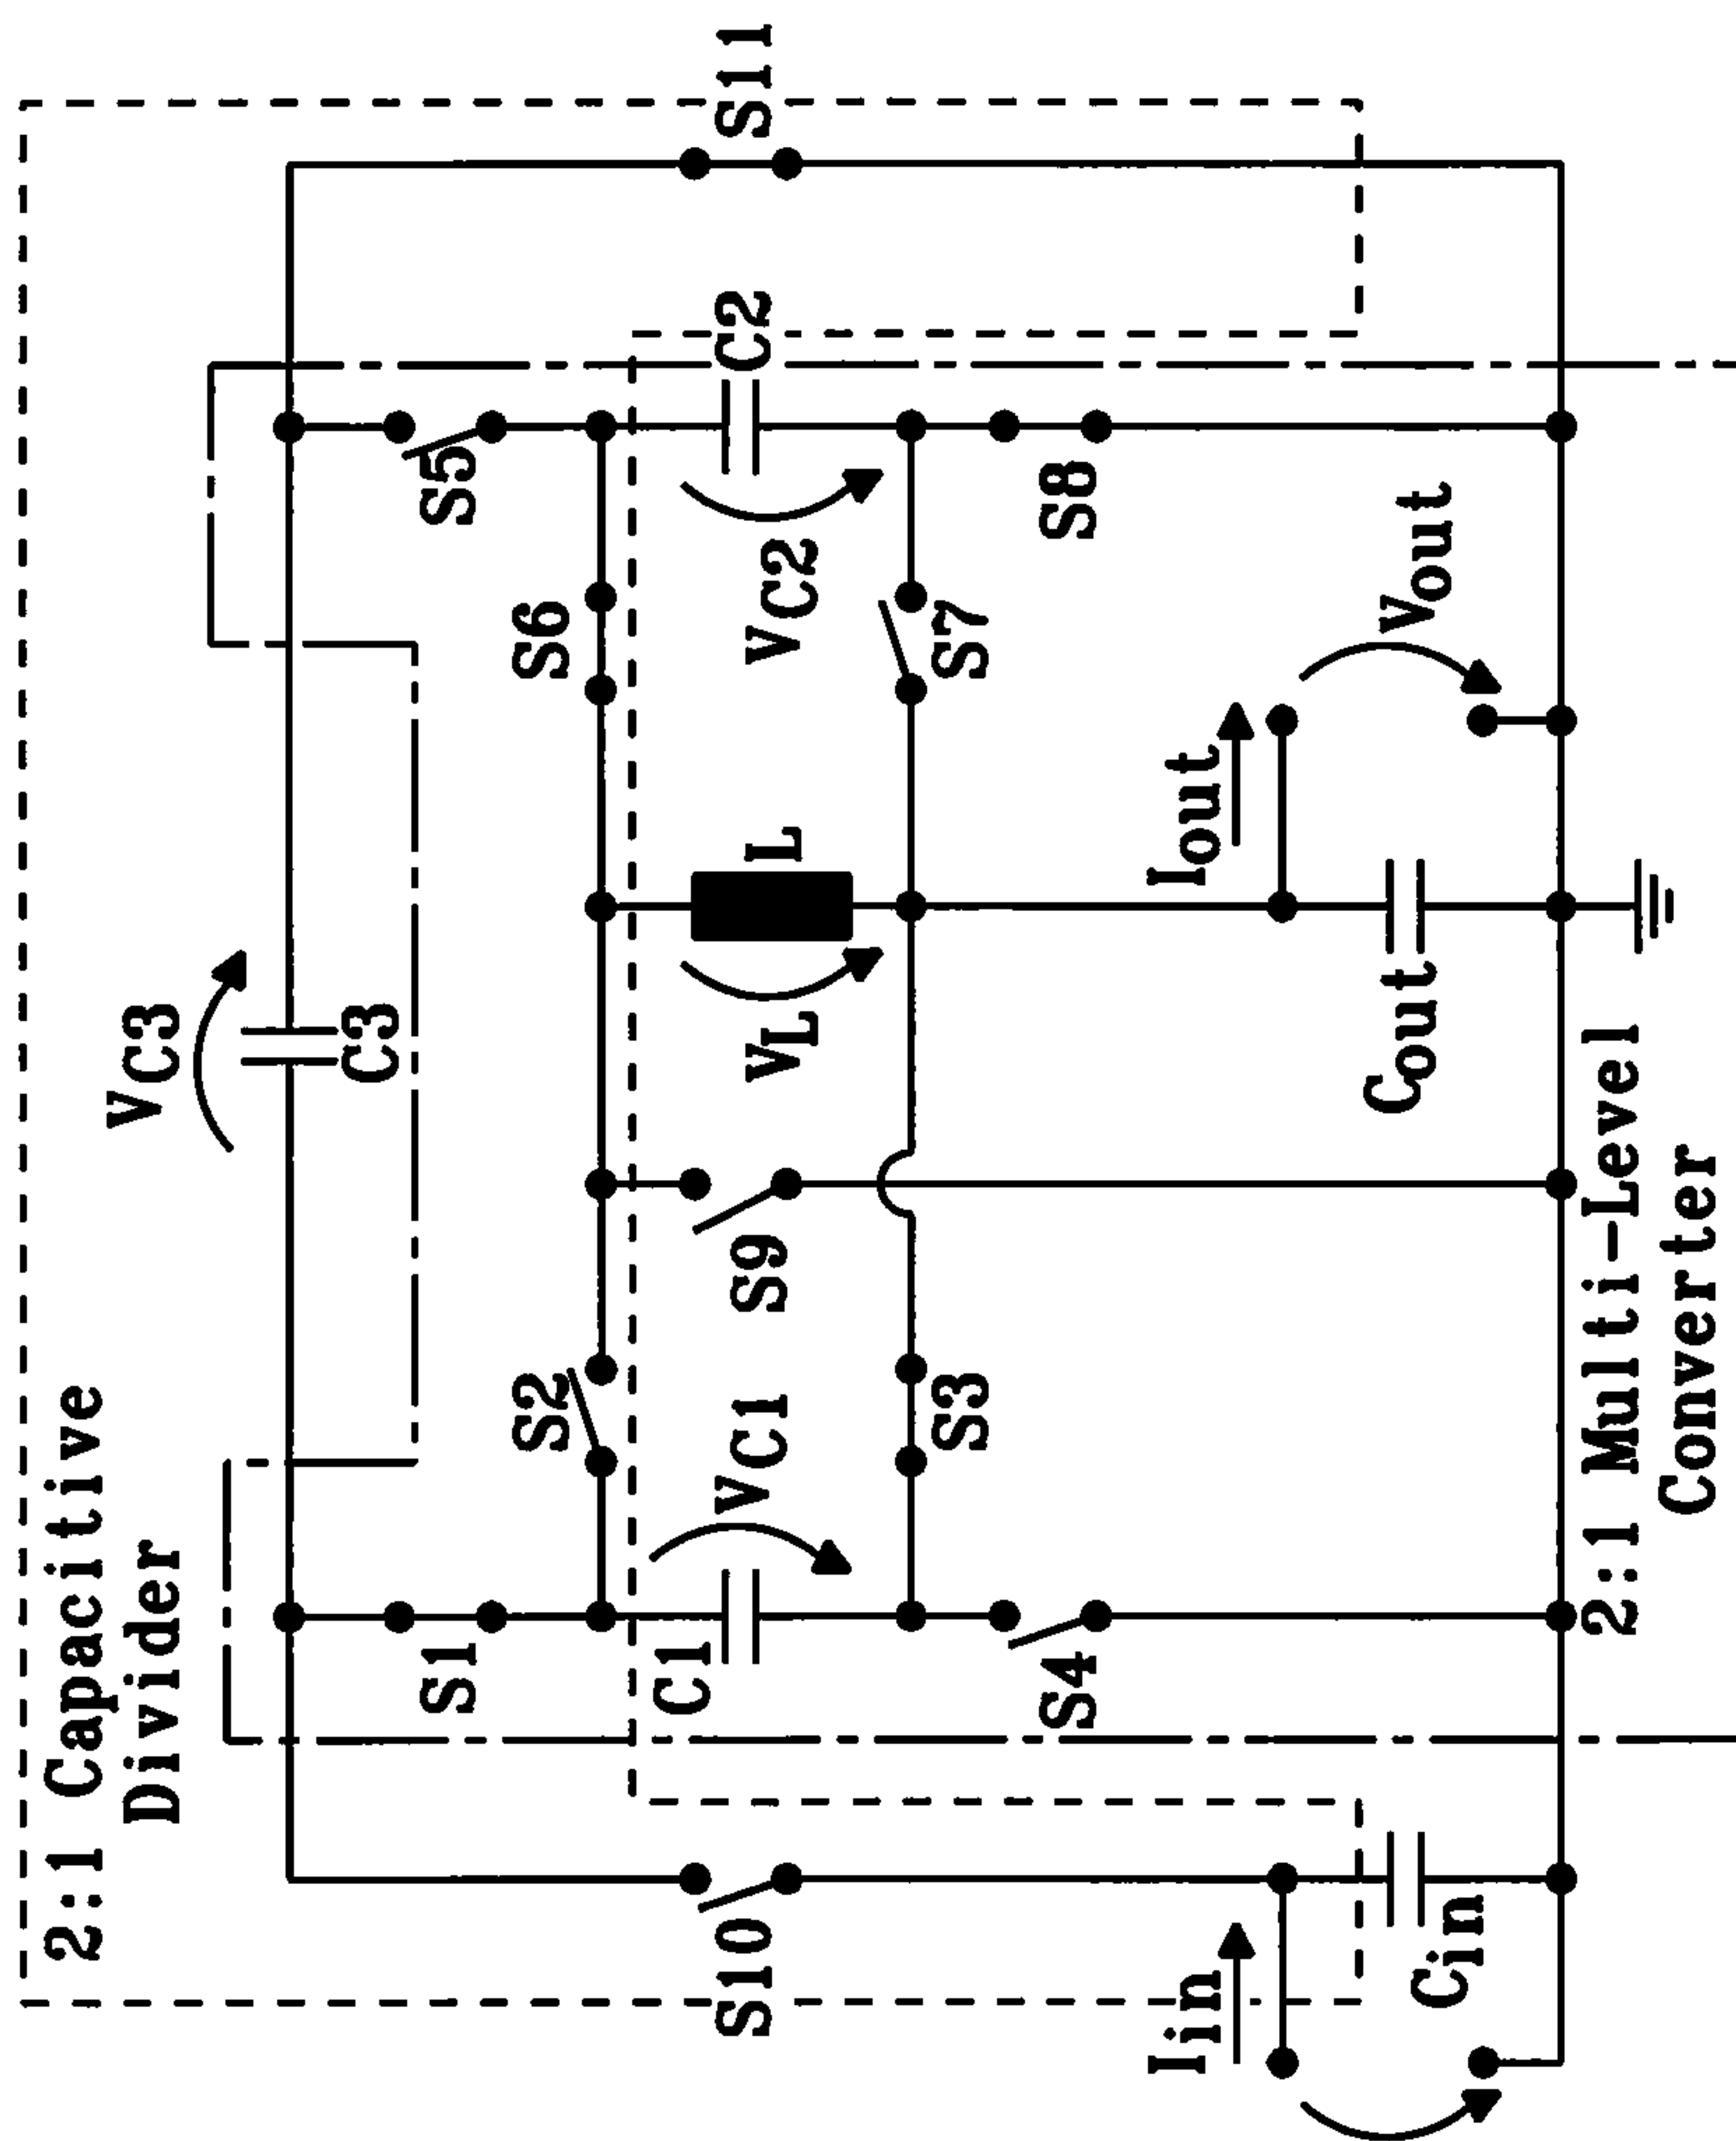 2:1 Capacitive
Divider
VC3
C3
S11
S1
S5
S2
S6
C1
VC1
S9
VL
L
VC2
C2
S10
S3
S7
S4
S8
Iin
Iout
Vout
Cin
Cout
2:1 Multi-Level
Converter